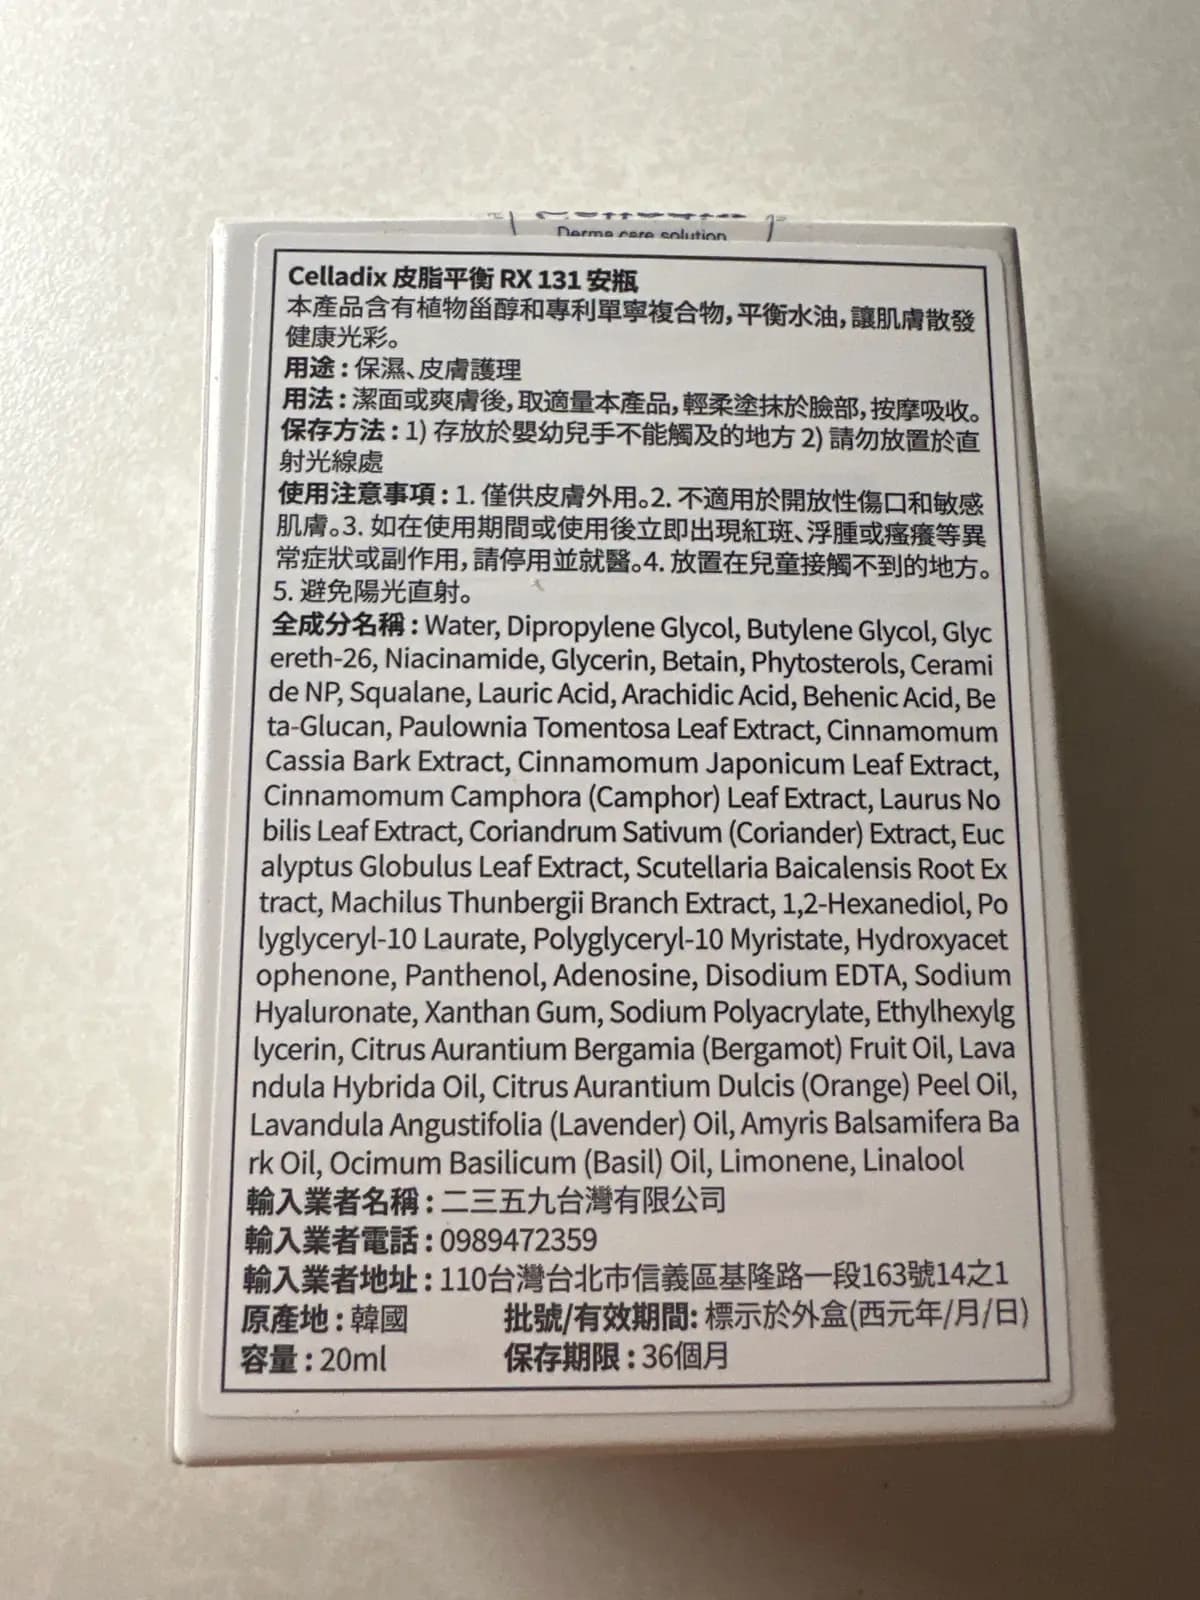 Derma care solution
Celladix 皮脂平衡 RX 131 安瓶
本產品含有植物甾醇和專利單寧複合物，平衡水油，讓肌膚散發
健康光彩。
用途：保濕、皮膚護理
用法：潔面或爽膚後，取適量本產品，輕柔塗抹於臉部，按摩吸收。
保存方法：1) 存放於嬰幼兒手不能觸及的地方 2) 請勿放置於直
射光線處
使用注意事項：1. 僅供皮膚外用。2. 不適用於開放性傷口和敏感
肌膚。3. 如在使用期間或使用後立即出現紅斑、浮腫或瘙癢等異
常症狀或副作用，請停用並就醫。4. 放置在兒童接觸不到的地方。
5. 避免陽光直射。
全成分名稱：Water, Dipropylene Glycol, Butylene Glycol, Glyc
ereth-26, Niacinamide, Glycerin, Betain, Phytosterols, Cerami
de NP, Squalane, Lauric Acid, Arachidic Acid, Behenic Acid, Be
ta-Glucan, Paulownia Tomentosa Leaf Extract, Cinnamomum
Cassia Bark Extract, Cinnamomum Japonicum Leaf Extract,
Cinnamomum Camphora (Camphor) Leaf Extract, Laurus No
bilis Leaf Extract, Coriandrum Sativum (Coriander) Extract, Euc
alyptus Globulus Leaf Extract, Scutellaria Baicalensis Root Ex
tract, Machilus Thunbergii Branch Extract, 1,2-Hexanediol, Po
lyglyceryl-10 Laurate, Polyglyceryl-10 Myristate, Hydroxyacet
ophenone, Panthenol, Adenosine, Disodium EDTA, Sodium
Hyaluronate, Xanthan Gum, Sodium Polyacrylate, Ethylhexylg
lycerin, Citrus Aurantium Bergamia (Bergamot) Fruit Oil, Lava
ndula Hybrida Oil, Citrus Aurantium Dulcis (Orange) Peel Oil,
Lavandula Angustifolia (Lavender) Oil, Amyris Balsamifera Ba
rk Oil, Ocimum Basilicum (Basil) Oil, Limonene, Linalool
輸入業者名稱：二三五九台灣有限公司
輸入業者電話：0989472359
輸入業者地址：110台灣台北市信義區基隆路一段163號14之1
原產地：韓國 批號/有效期間: 標示於外盒(西元年/月/日)
容量：20ml 保存期限：36個月